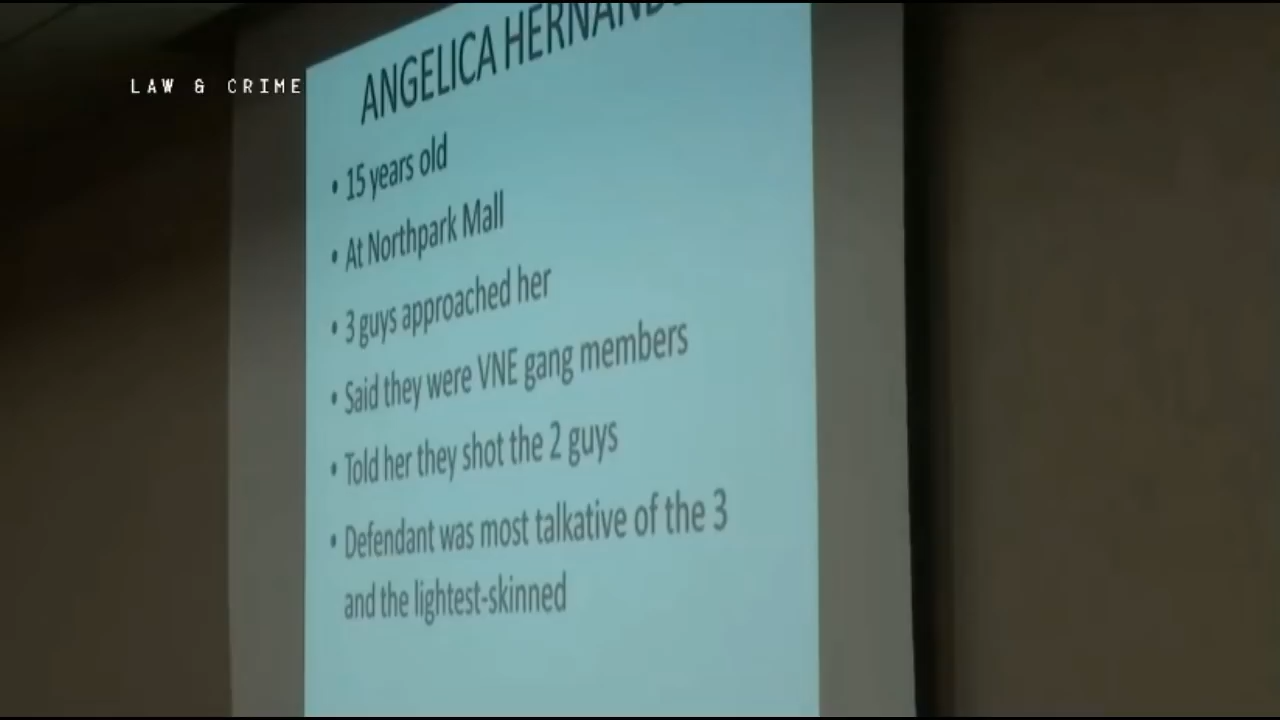 LAW & CRIME
ANGELICA
• 15 years old
• At Northpark Mall
• 3 guys approached her
• Said they were VNE gang members
• Told her they shot the 2 guys
• Defendant was most talkative of the 3
and the lightest-skinned